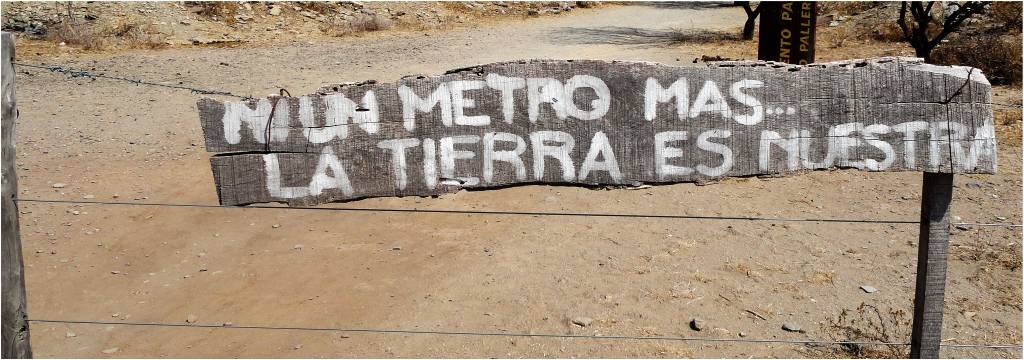 NI UN METRO MAS...
LA TIERRA ES NUESTRA